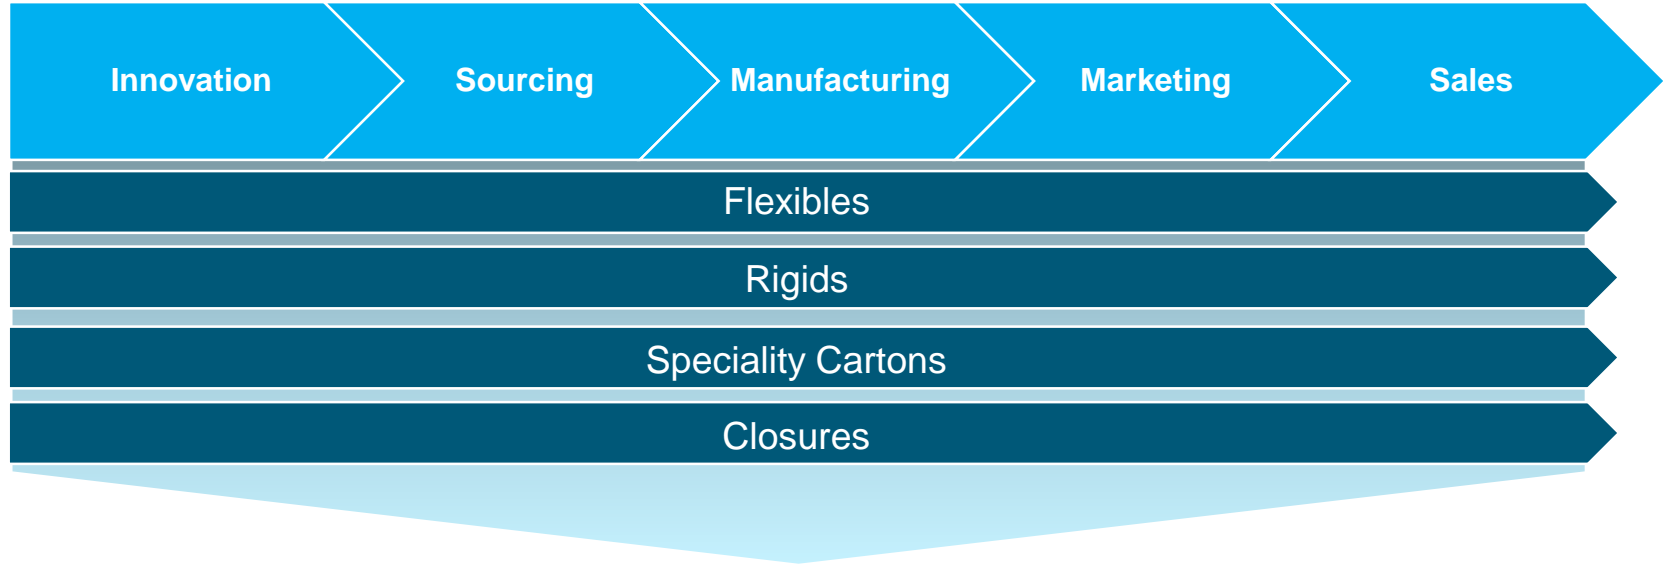 Innovation
Sourcing
Manufacturing
Marketing
Sales
Flexibles
Rigids
Speciality Cartons
Closures